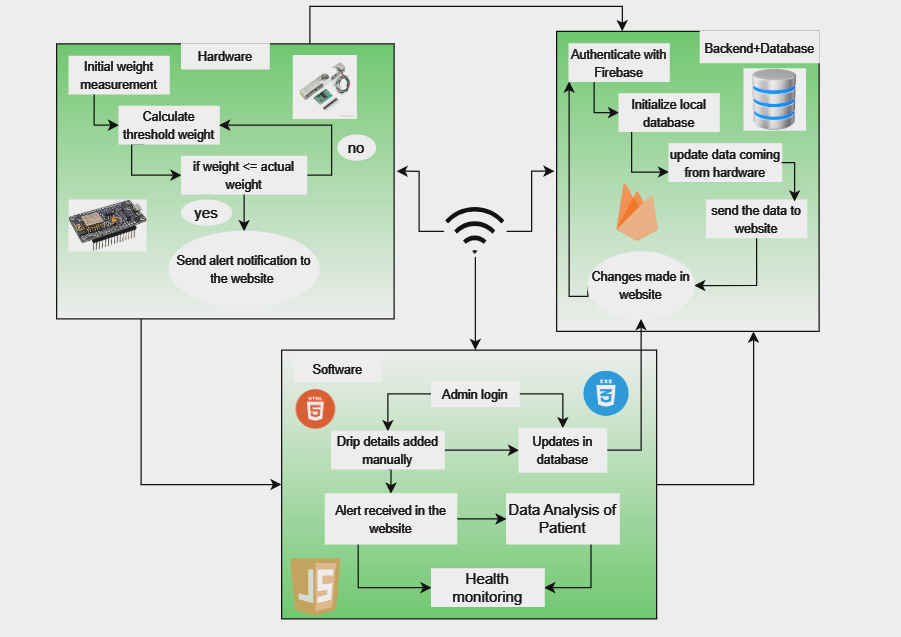 Hardware
Initial weight
measurement
Calculate
threshold weight
no
if weight <= actual
weight
yes
Send alert notification to
the website
Backend+Database
Authenticate with
Firebase
Initialize local
database
update data coming
from hardware
send the data to
website
Changes made in
website
Software
HTML
5
CSS
3
Admin login
Drip details added
manually
Updates in
database
Alert received in the
website
Data Analysis of
Patient
JS
Health
monitoring